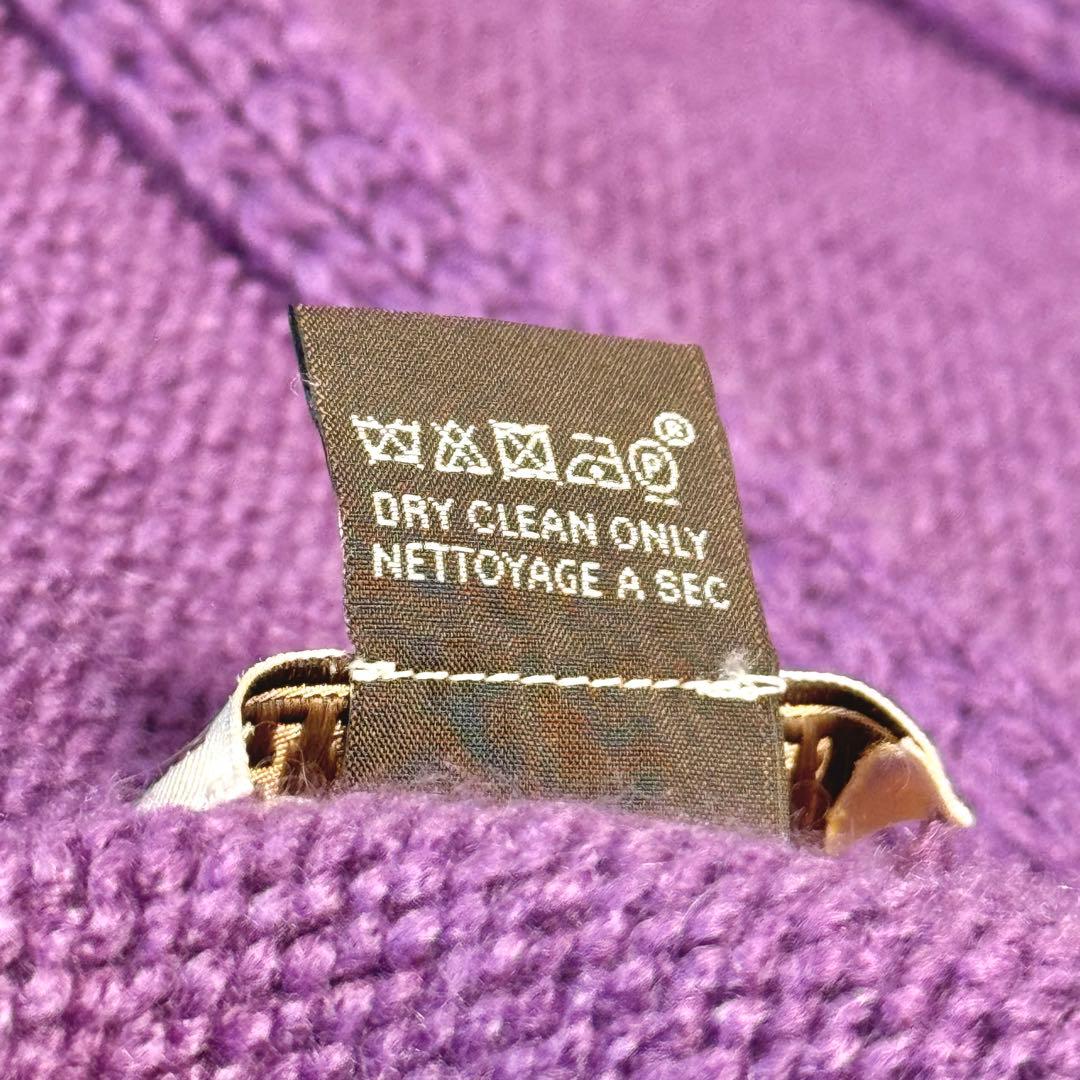 ®
P
DRY CLEAN ONLY
NETTOYAGE A SEC